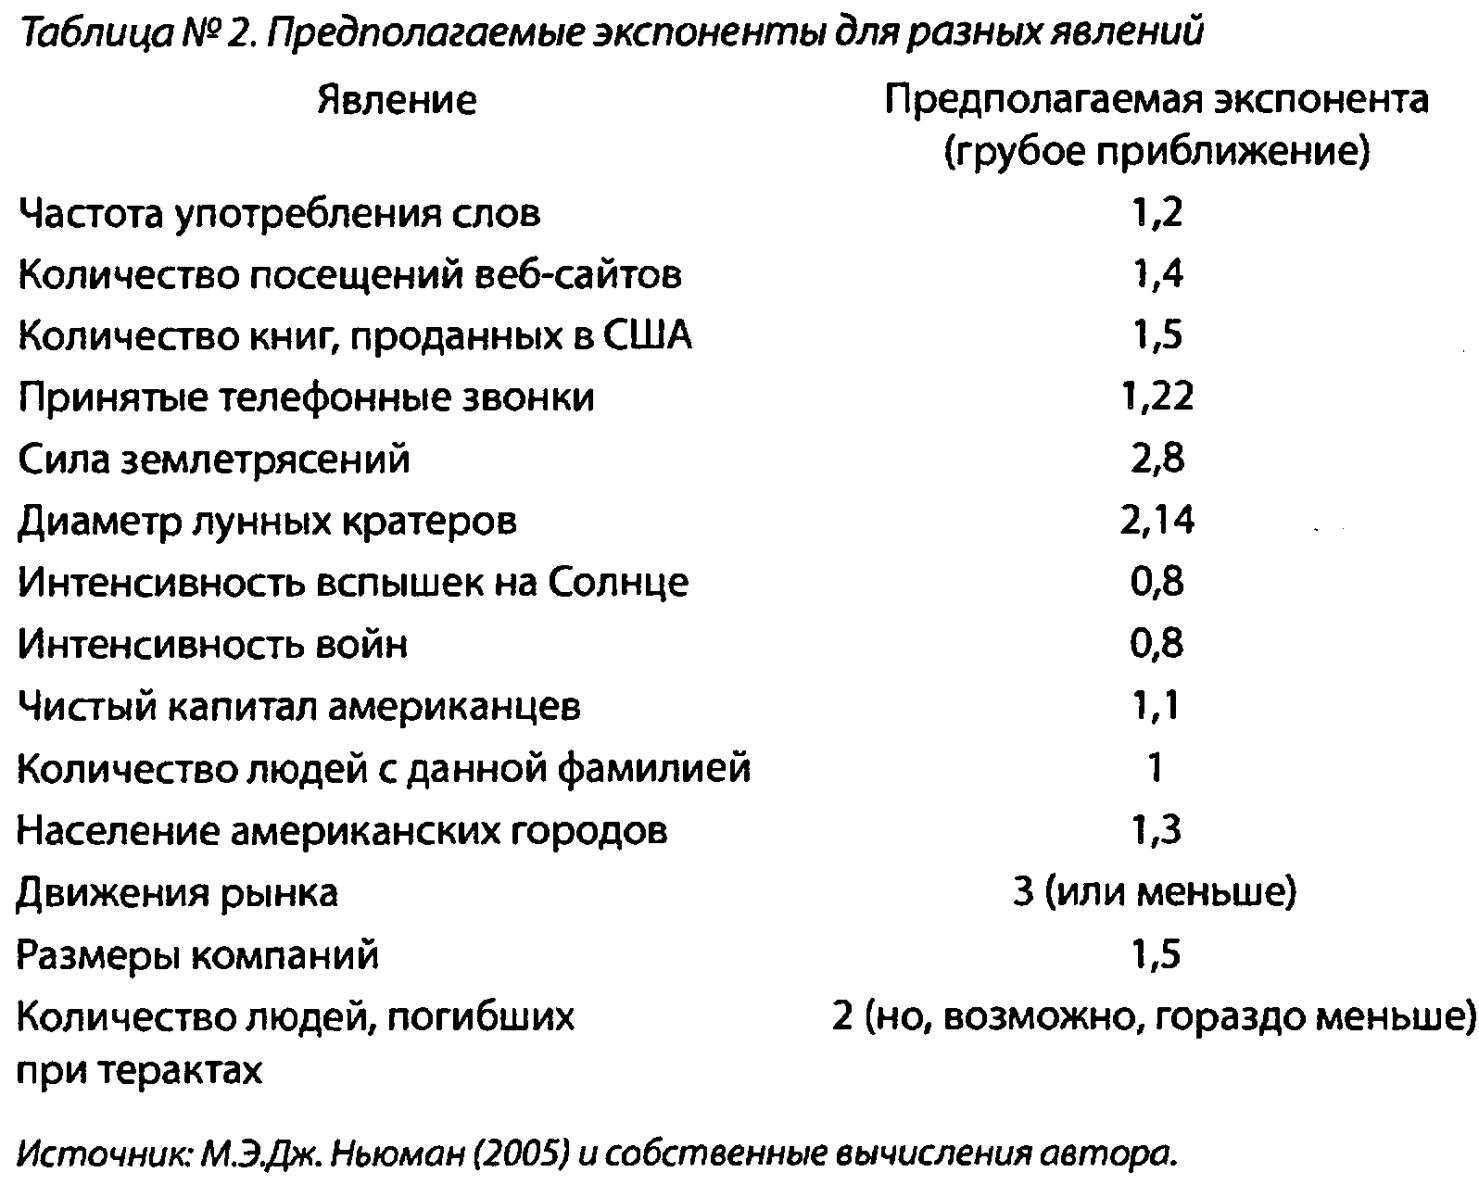 Таблица № 2. Предполагаемые экспоненты для разных явлений
Явление Предполагаемая экспонента
(грубое приближение)
Частота употребления слов 1,2
Количество посещений веб-сайтов 1,4
Количество книг, проданных в США 1,5
Принятые телефонные звонки 1,22
Сила землетрясений 2,8
Диаметр лунных кратеров 2,14
Интенсивность вспышек на Солнце 0,8
Интенсивность войн 0,8
Чистый капитал американцев 1,1
Количество людей с данной фамилией 1
Население американских городов 1,3
Движения рынка 3 (или меньше)
Размеры компаний 1,5
Количество людей, погибших 2 (но, возможно, гораздо меньше)
при терактах
Источник: М.Э.Дж. Ньюман (2005) и собственные вычисления автора.